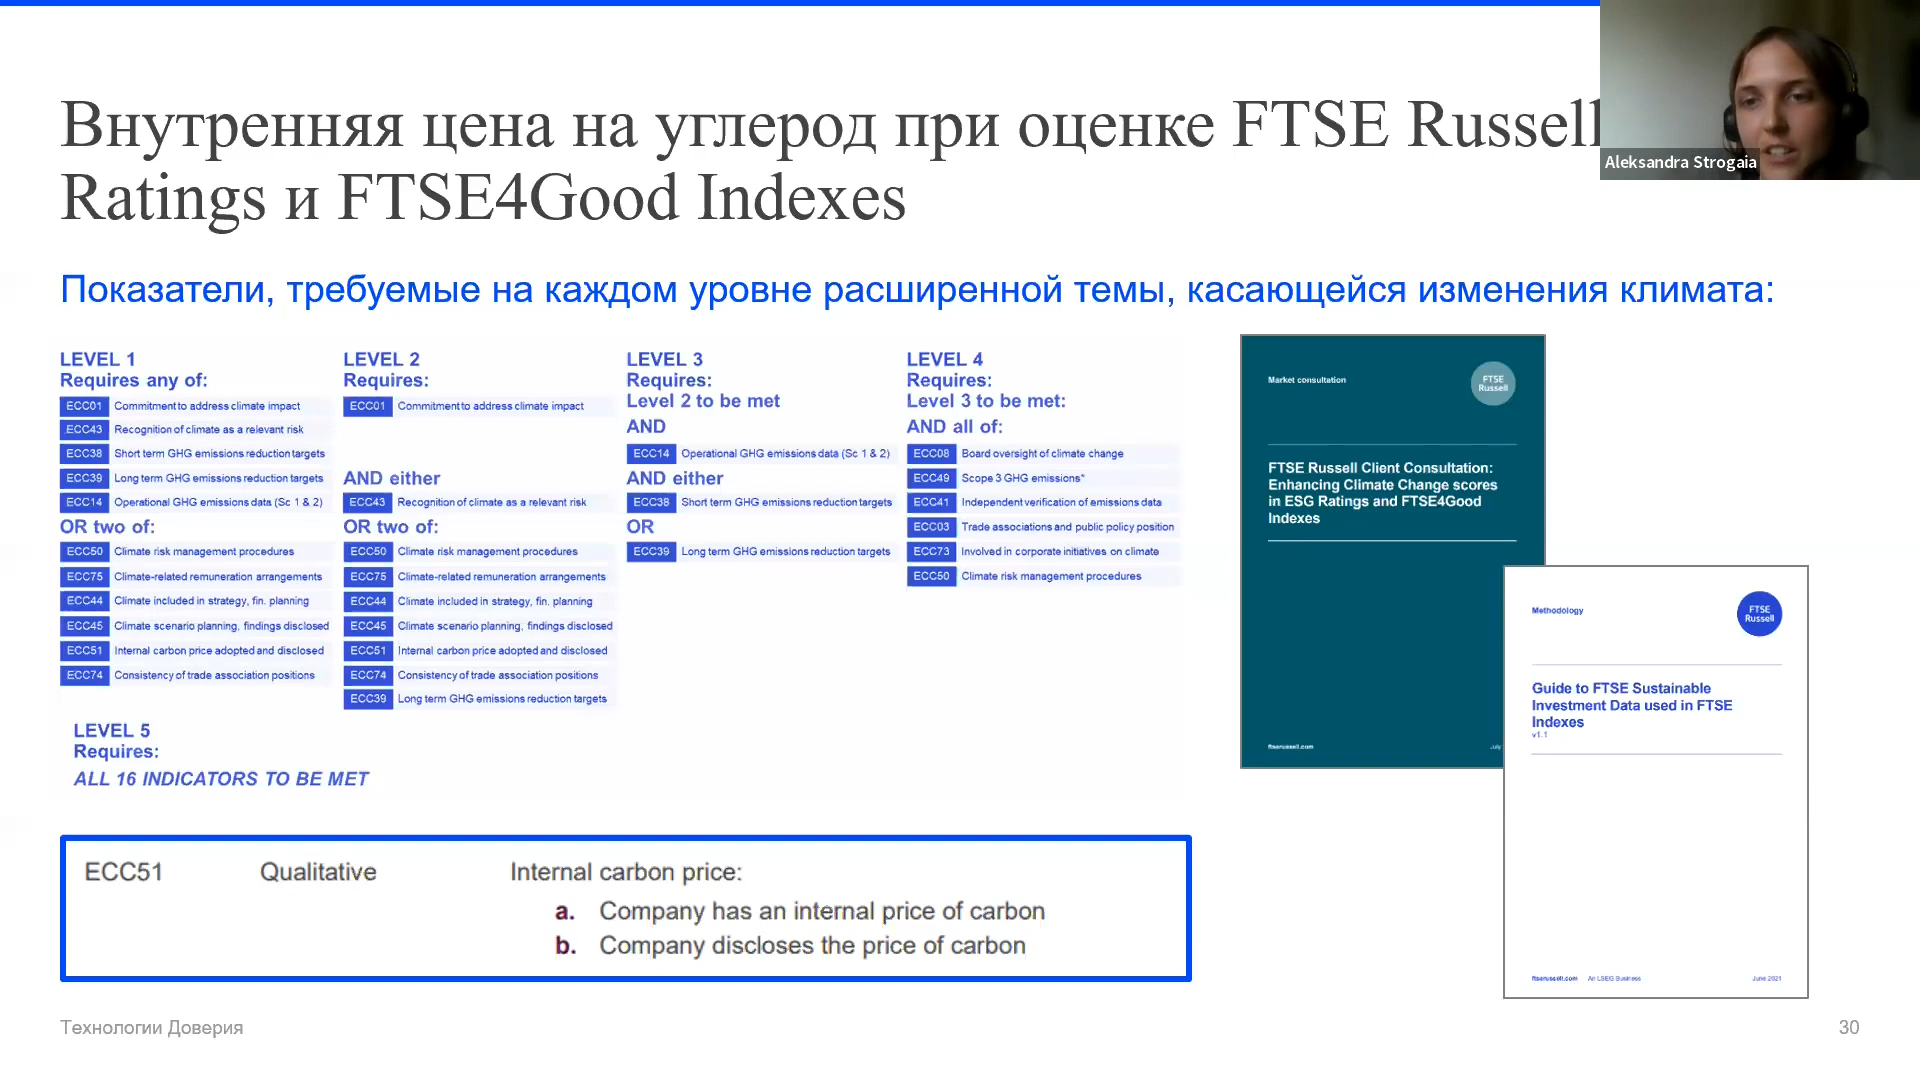 Внутренняя цена на углерод при оценке FTSE Russell
Ratings и FTSE4Good Indexes
Aleksandra Strogaia
Показатели, требуемые на каждом уровне расширенной темы, касающейся изменения климата:
LEVEL 1
Requires any of:
ECC01 Commitment to address climate impact
ECC43 Recognition of climate as a relevant risk
ECC38 Short term GHG emissions reduction targets
ECC39 Long term GHG emissions reduction targets
ECC14 Operational GHG emissions data (Sc 1 & 2)
OR two of:
ECC50 Climate risk management procedures
ECC75 Climate-related remuneration arrangements
ECC44 Climate included in strategy, fin. planning
ECC45 Climate scenario planning, findings disclosed
ECC51 Internal carbon price adopted and disclosed
ECC74 Consistency of trade association positions
LEVEL 2
Requires:
ECC01 Commitment to address climate impact
AND either
ECC43 Recognition of climate as a relevant risk
OR two of:
ECC50 Climate risk management procedures
ECC75 Climate-related remuneration arrangements
ECC44 Climate included in strategy, fin. planning
ECC45 Climate scenario planning, findings disclosed
ECC51 Internal carbon price adopted and disclosed
ECC74 Consistency of trade association positions
ECC39 Long term GHG emissions reduction targets
LEVEL 3
Requires:
Level 2 to be met
AND
ECC14 Operational GHG emissions data (Sc 1 & 2)
AND either
ECC38 Short term GHG emissions reduction targets
OR
ECC39 Long term GHG emissions reduction targets
LEVEL 4
Requires:
Level 3 to be met:
AND all of:
ECC08 Board oversight of climate change
ECC49 Scope 3 GHG emissions*
ECC41 Independent verification of emissions data
ECC03 Trade associations and public policy position
ECC73 Involved in corporate initiatives on climate
ECC50 Climate risk management procedures
LEVEL 5
Requires:
ALL 16 INDICATORS TO BE MET
Market consultation
FTSE
Russell
FTSE Russell Client Consultation:
Enhancing Climate Change scores
in ESG Ratings and FTSE4Good
Indexes
ftserussell.com July
Methodology
FTSE
Russell
Guide to FTSE Sustainable
Investment Data used in FTSE
Indexes
v1.1
ftserussell.com An LSEG Business June 2021
ECC51 Qualitative Internal carbon price:
a. Company has an internal price of carbon
b. Company discloses the price of carbon
Технологии Доверия
30